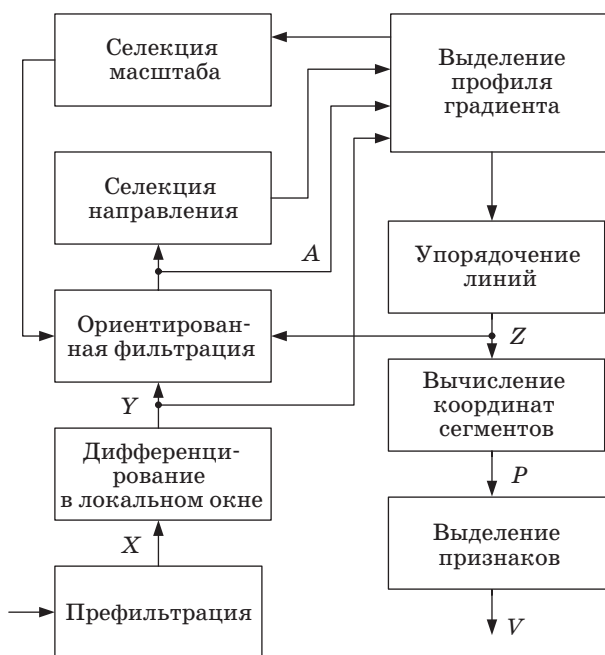 Селекция
масштаба
Выделение
профиля
градиента
Селекция
направления
A
Упорядочение
линий
Ориентирован-
ная фильтрация
Z
Y
Вычисление
координат
сегментов
Дифференци-
рование
в локальном окне
P
X
Выделение
признаков
Префильтрация
V